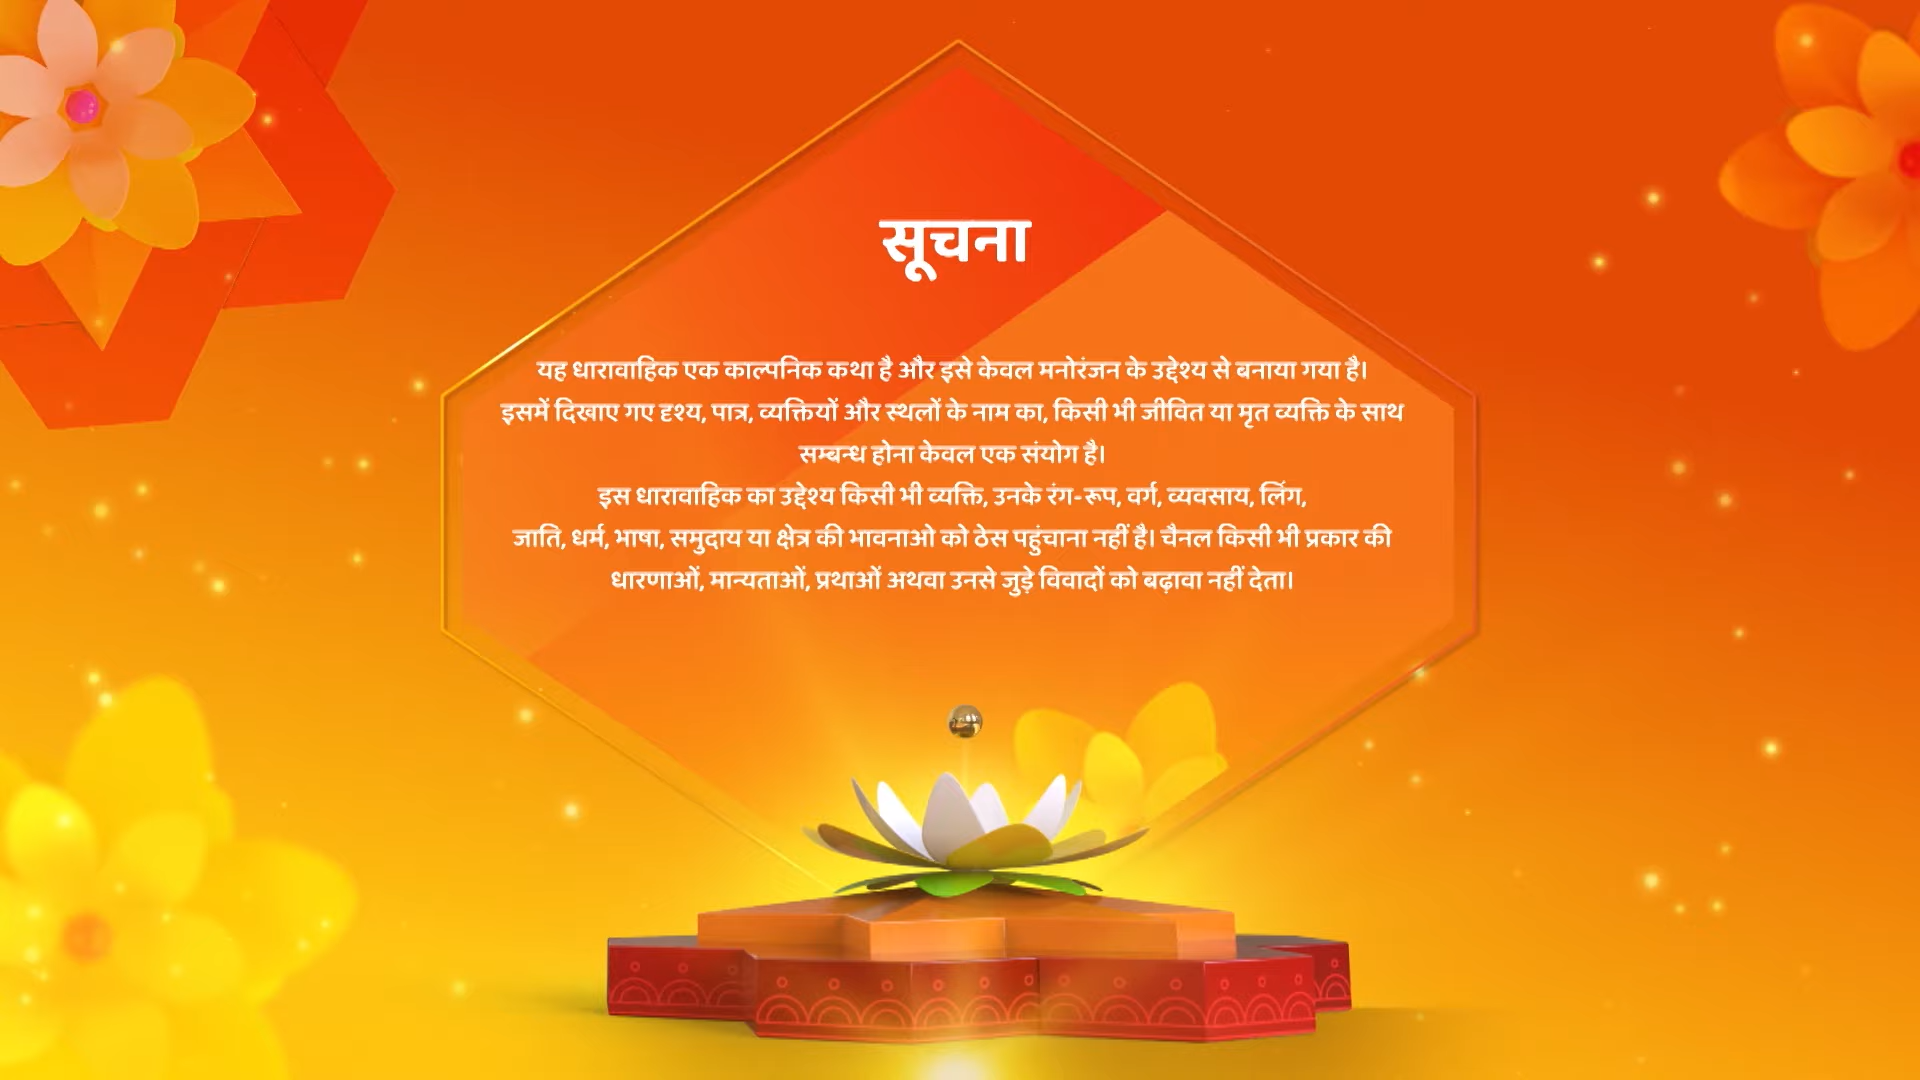 सूचना
यह धारावाहिक एक काल्पनिक कथा है और इसे केवल मनोरंजन के उद्देश्य से बनाया गया है।
इसमें दिखाए गए दृश्य, पात्र, व्यक्तियों और स्थलों के नाम का, किसी भी जीवित या मृत व्यक्ति के साथ
सम्बन्ध होना केवल एक संयोग है।
इस धारावाहिक का उद्देश्य किसी भी व्यक्ति, उनके रंग-रूप, वर्ग, व्यवसाय, लिंग,
जाति, धर्म, भाषा, समुदाय या क्षेत्र की भावनाओ को ठेस पहुंचाना नहीं है। चैनल किसी भी प्रकार की
धारणाओं, मान्यताओं, प्रथाओं अथवा उनसे जुड़े विवादों को बढ़ावा नहीं देता।